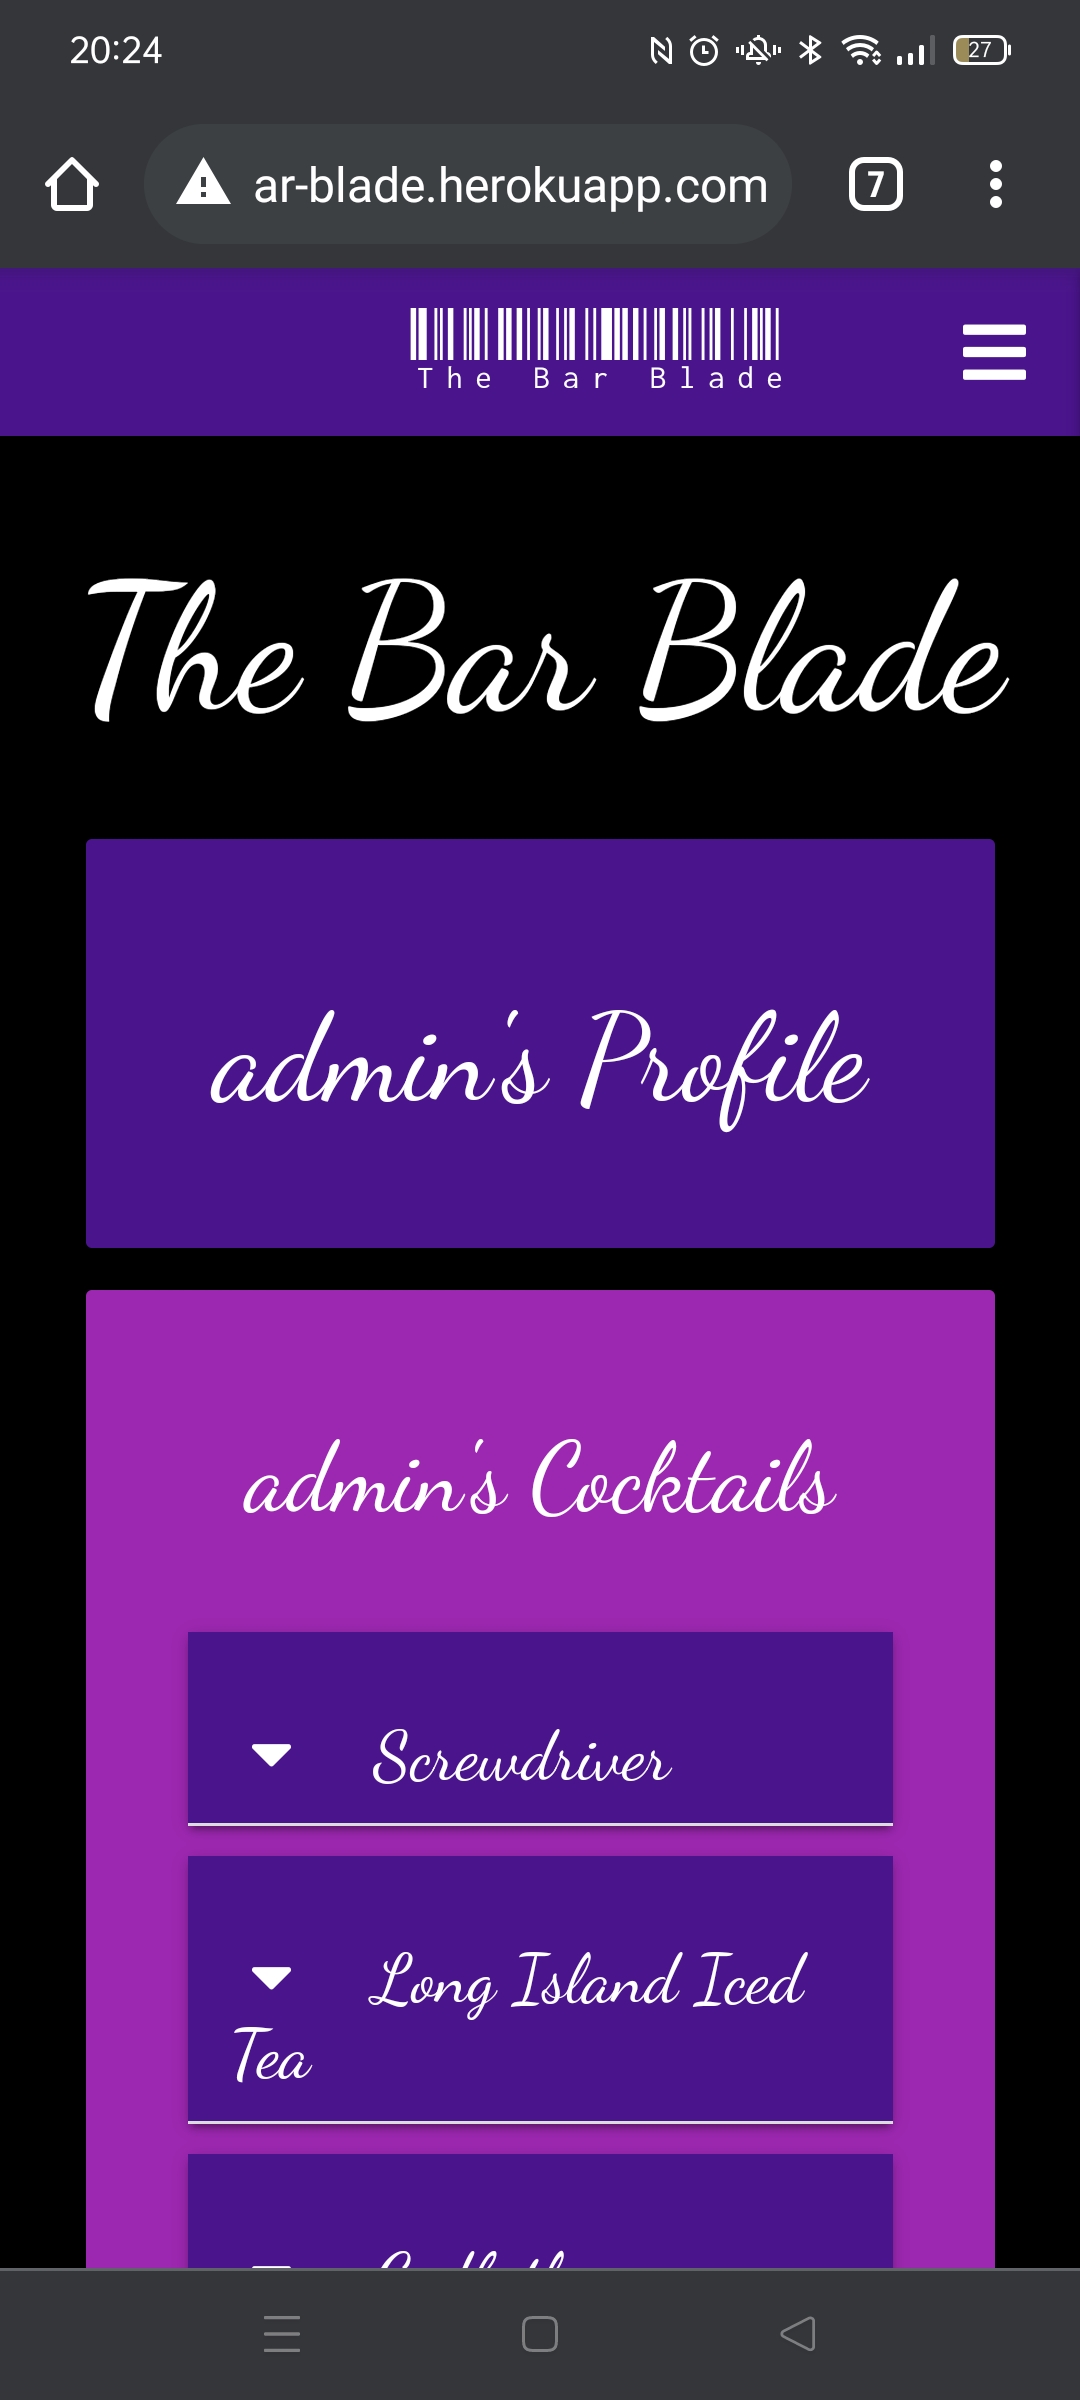 20:24
27
ar-blade.herokuapp.com
7
The Bar Blade
The Bar Blade
admin's Profile
admin's Cocktails
Screwdriver
Long Island Iced
Tea